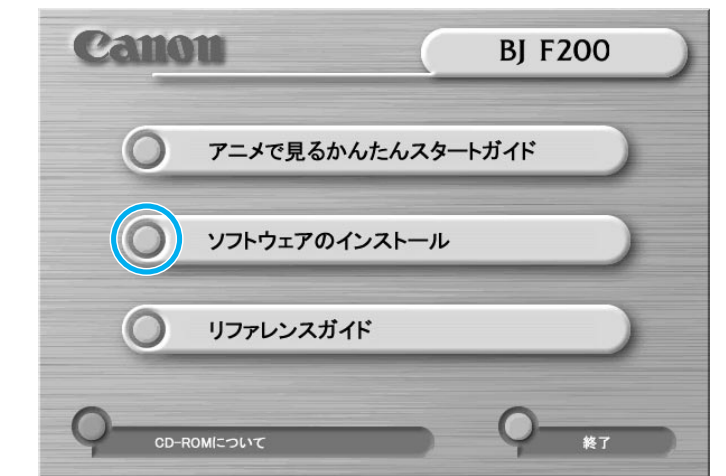 Canon
BJ F200
アニメで見るかんたんスタートガイド
ソフトウェアのインストール
リファレンスガイド
CD-ROMについて
終了